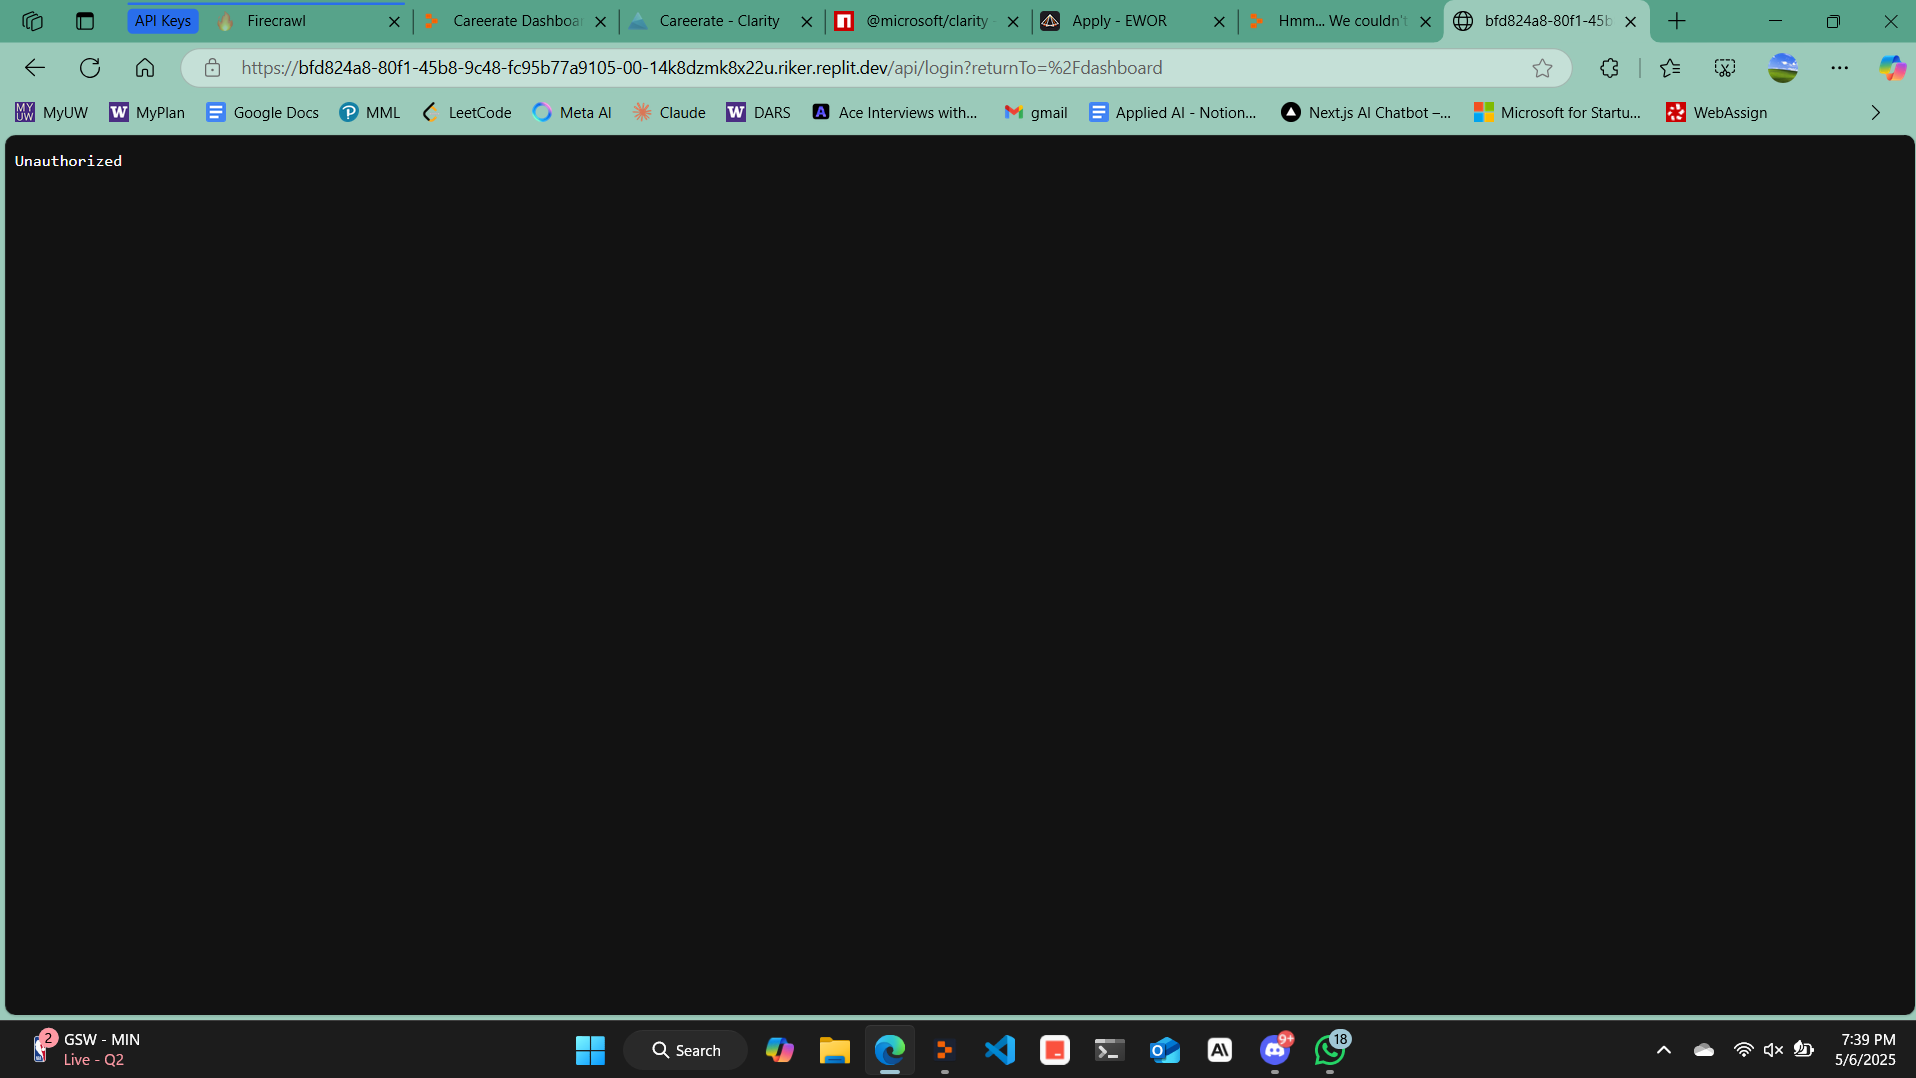 API Keys
Firecrawl
Careerate Dashboar
Careerate - Clarity
@microsoft/clarity -
Apply - EWOR
Hmm... We couldn't
bfd824a8-80f1-45b
https://bfd824a8-80f1-45b8-9c48-fc95b77a9105-00-14k8dzmk8x22u.riker.replit.dev/api/login?returnTo=%2Fdashboard
MY UW MyUW
W MyPlan
Google Docs
P MML
LeetCode
Meta AI
Claude
W DARS
A Ace Interviews with...
gmail
Applied AI - Notion...
Next.js AI Chatbot –...
Microsoft for Startu...
WebAssign
Unauthorized
2
GSW - MIN
Live - Q2
Search
9+
18
7:39 PM
5/6/2025